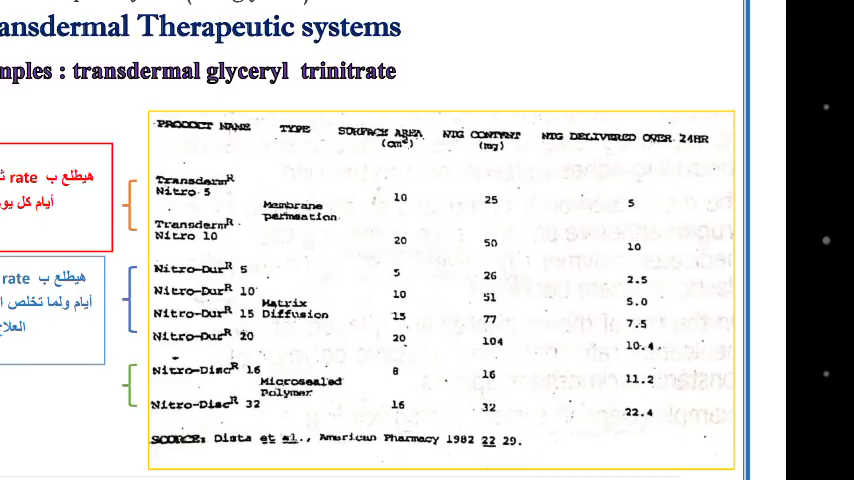 ansdermal Therapeutic systems
mples : transdermal glyceryl trinitrate
هيطلع ب rate
أيام كل يو
هيطلع ب rate
أيام ولما تخلص ا
العلا
PRODUCT NAME TYPE SURFACE AREA (cm²) NTG CONTENT (mg) NTG DELIVERED OVER 24HR
Transderm^R Nitro 5 Membrane permeation 10 25 5
Transderm^R Nitro 10 20 50 10
Nitro-Dur^R 5 Matrix Diffusion 5 26 2.5
Nitro-Dur^R 10 10 51 5.0
Nitro-Dur^R 15 15 77 7.5
Nitro-Dur^R 20 20 104 10.4
Nitro-Disc^R 16 Microsealed Polymer 8 16 11.2
Nitro-Disc^R 32 16 32 22.4
SOURCE: Dista et al., American Pharmacy 1982 22 29.